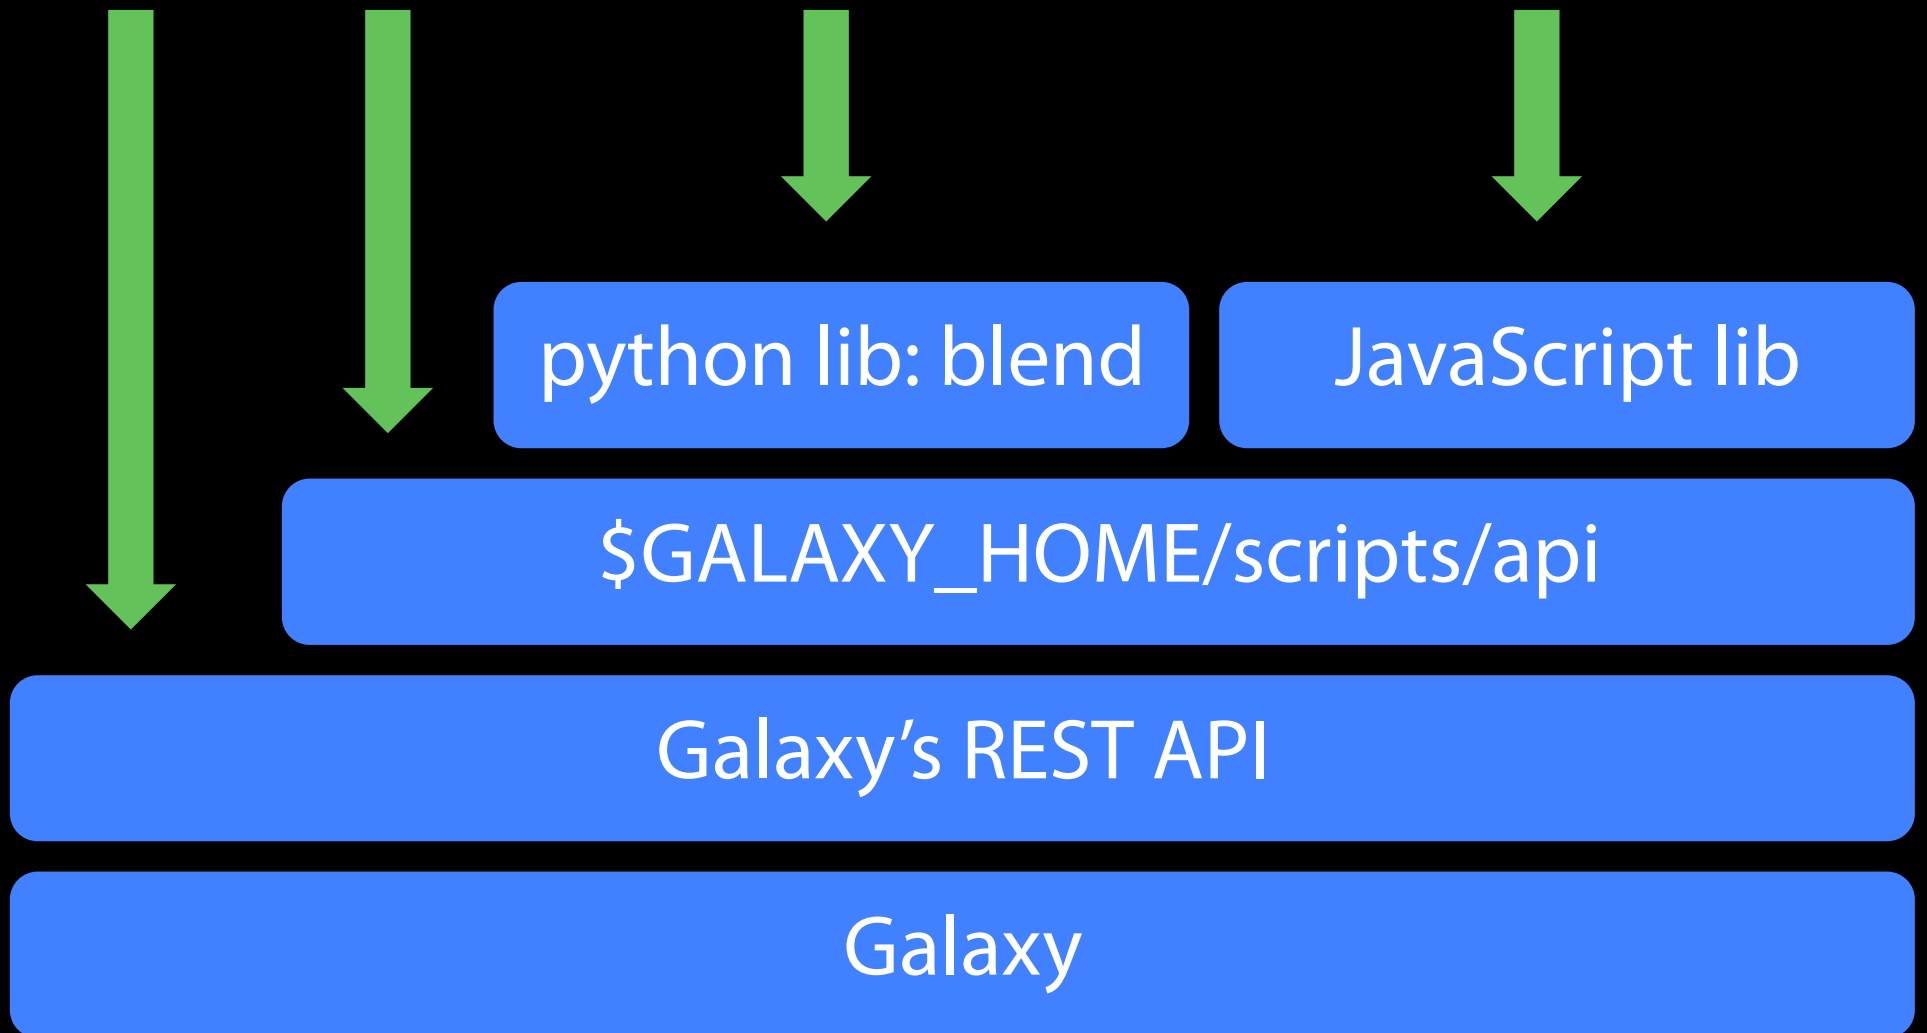 python lib: blend
JavaScript lib
$GALAXY_HOME/scripts/api
Galaxy’s REST API
Galaxy